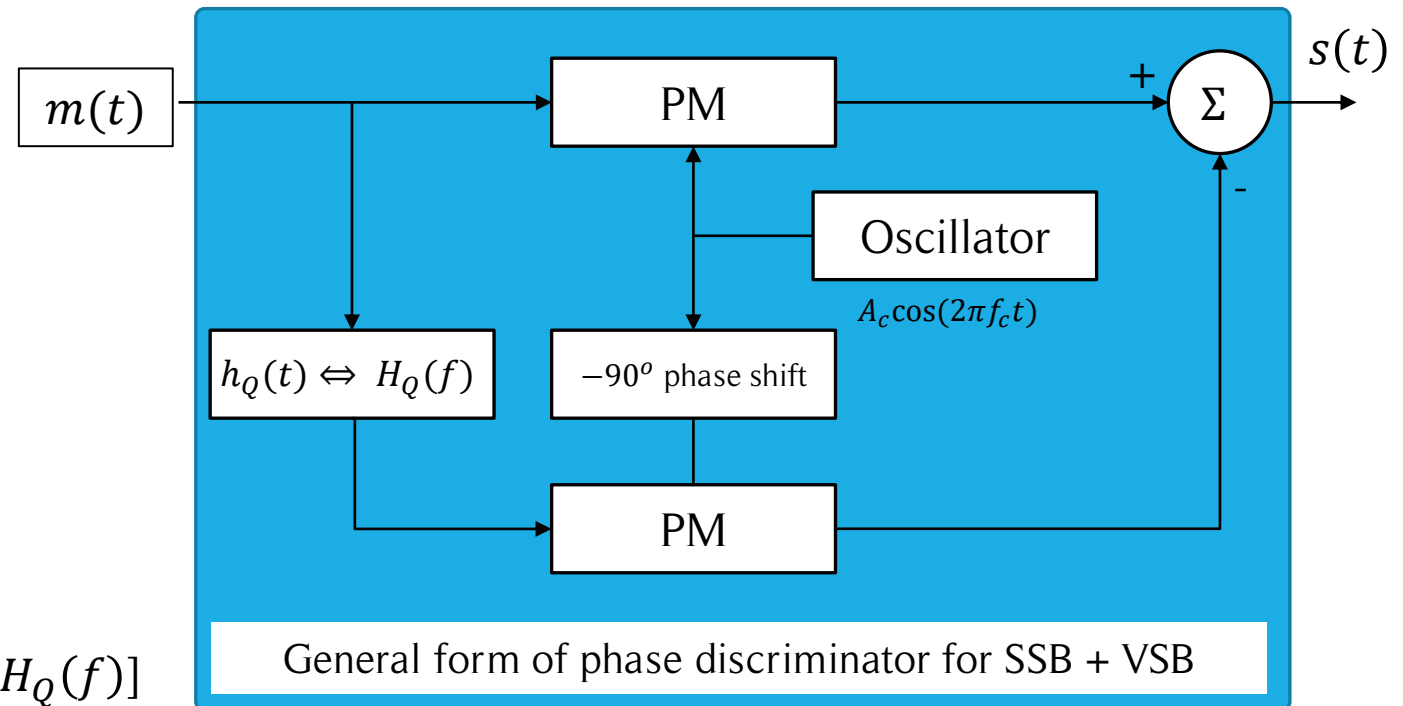 s(t)
m(t)
PM
+
Σ
-
Oscillator
A_c cos(2πf_c t)
h_Q(t) ⇔ H_Q(f)
−90^o phase shift
PM
General form of phase discriminator for SSB + VSB
H_Q(f)]